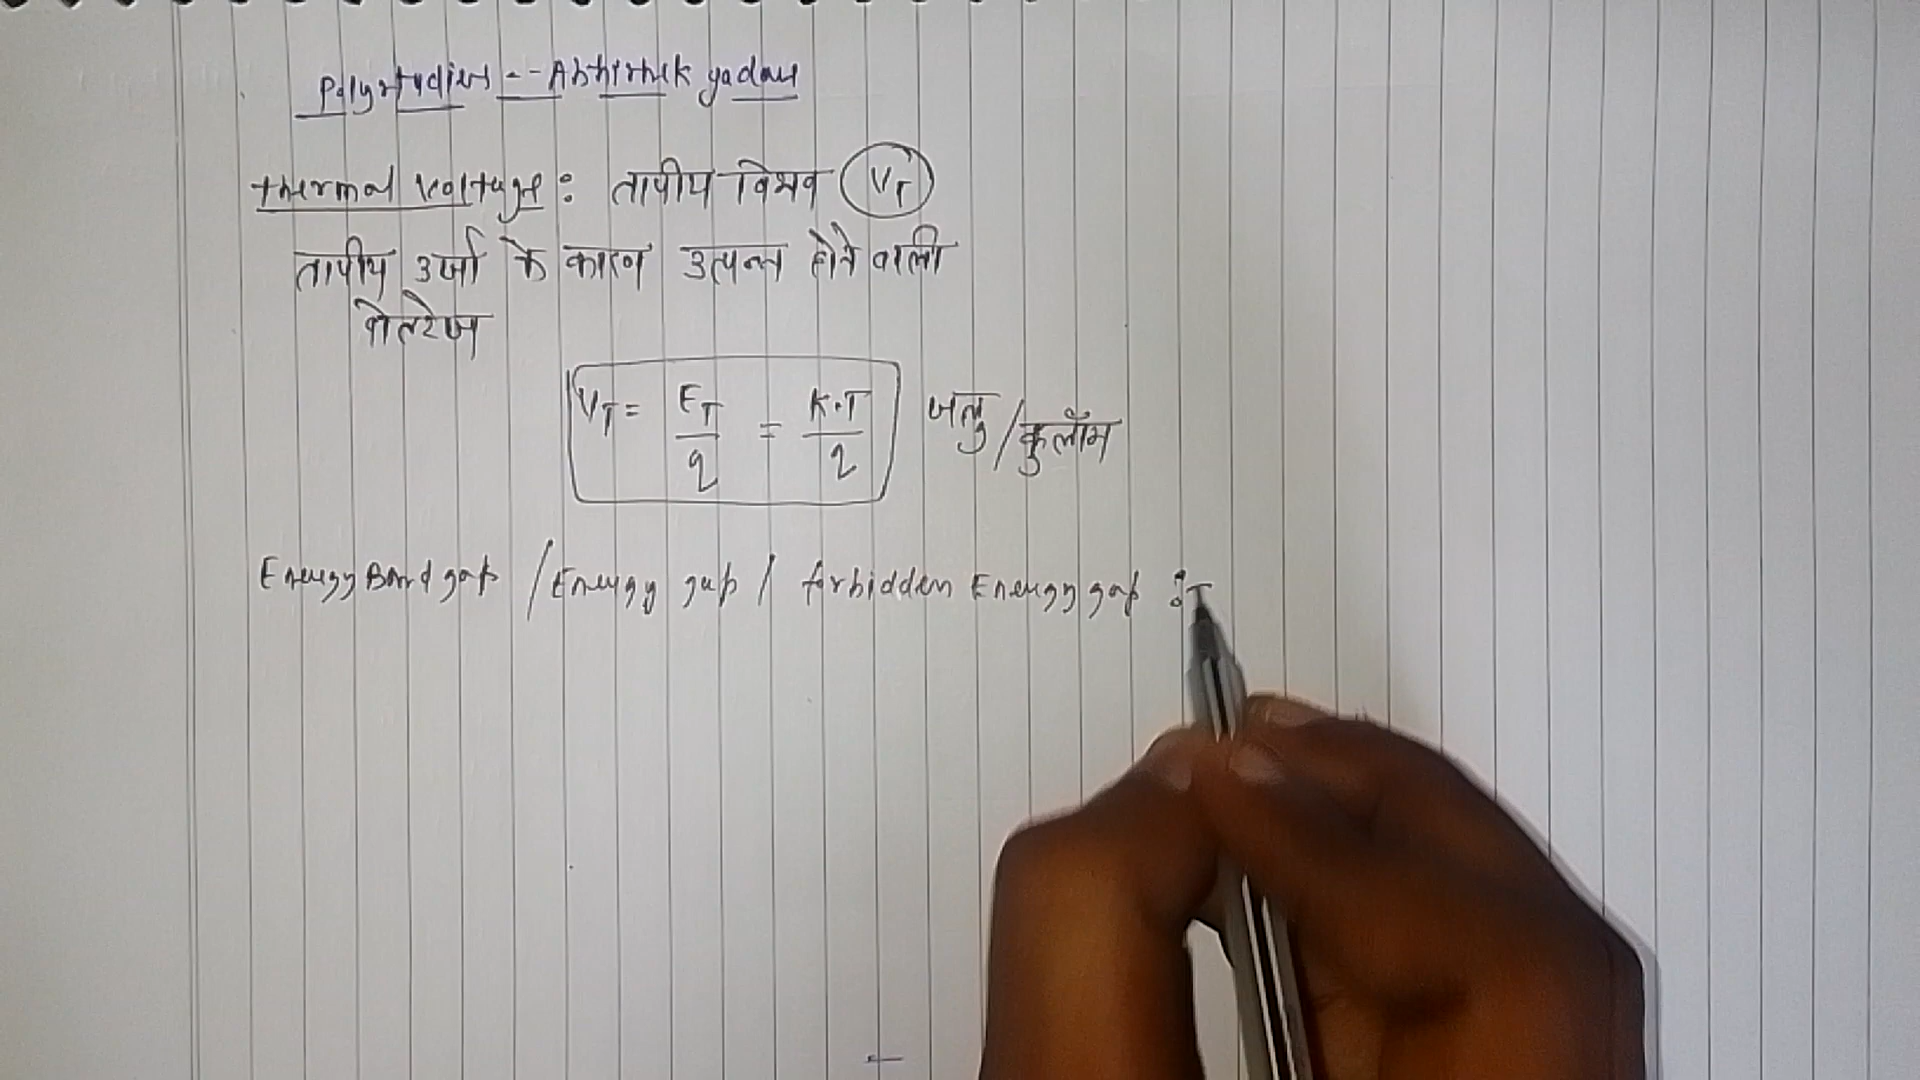 Polystudies -- Abhishek yadav
thermal voltage : तापीय विभव VT
तापीय उर्जा के कारण उत्पन्न होने वाली
वोल्टेज
VT = ET/q = K.T/q जूल/कुलॉम
Energy Band gap / Energy gap / forbidden Energy gap :-